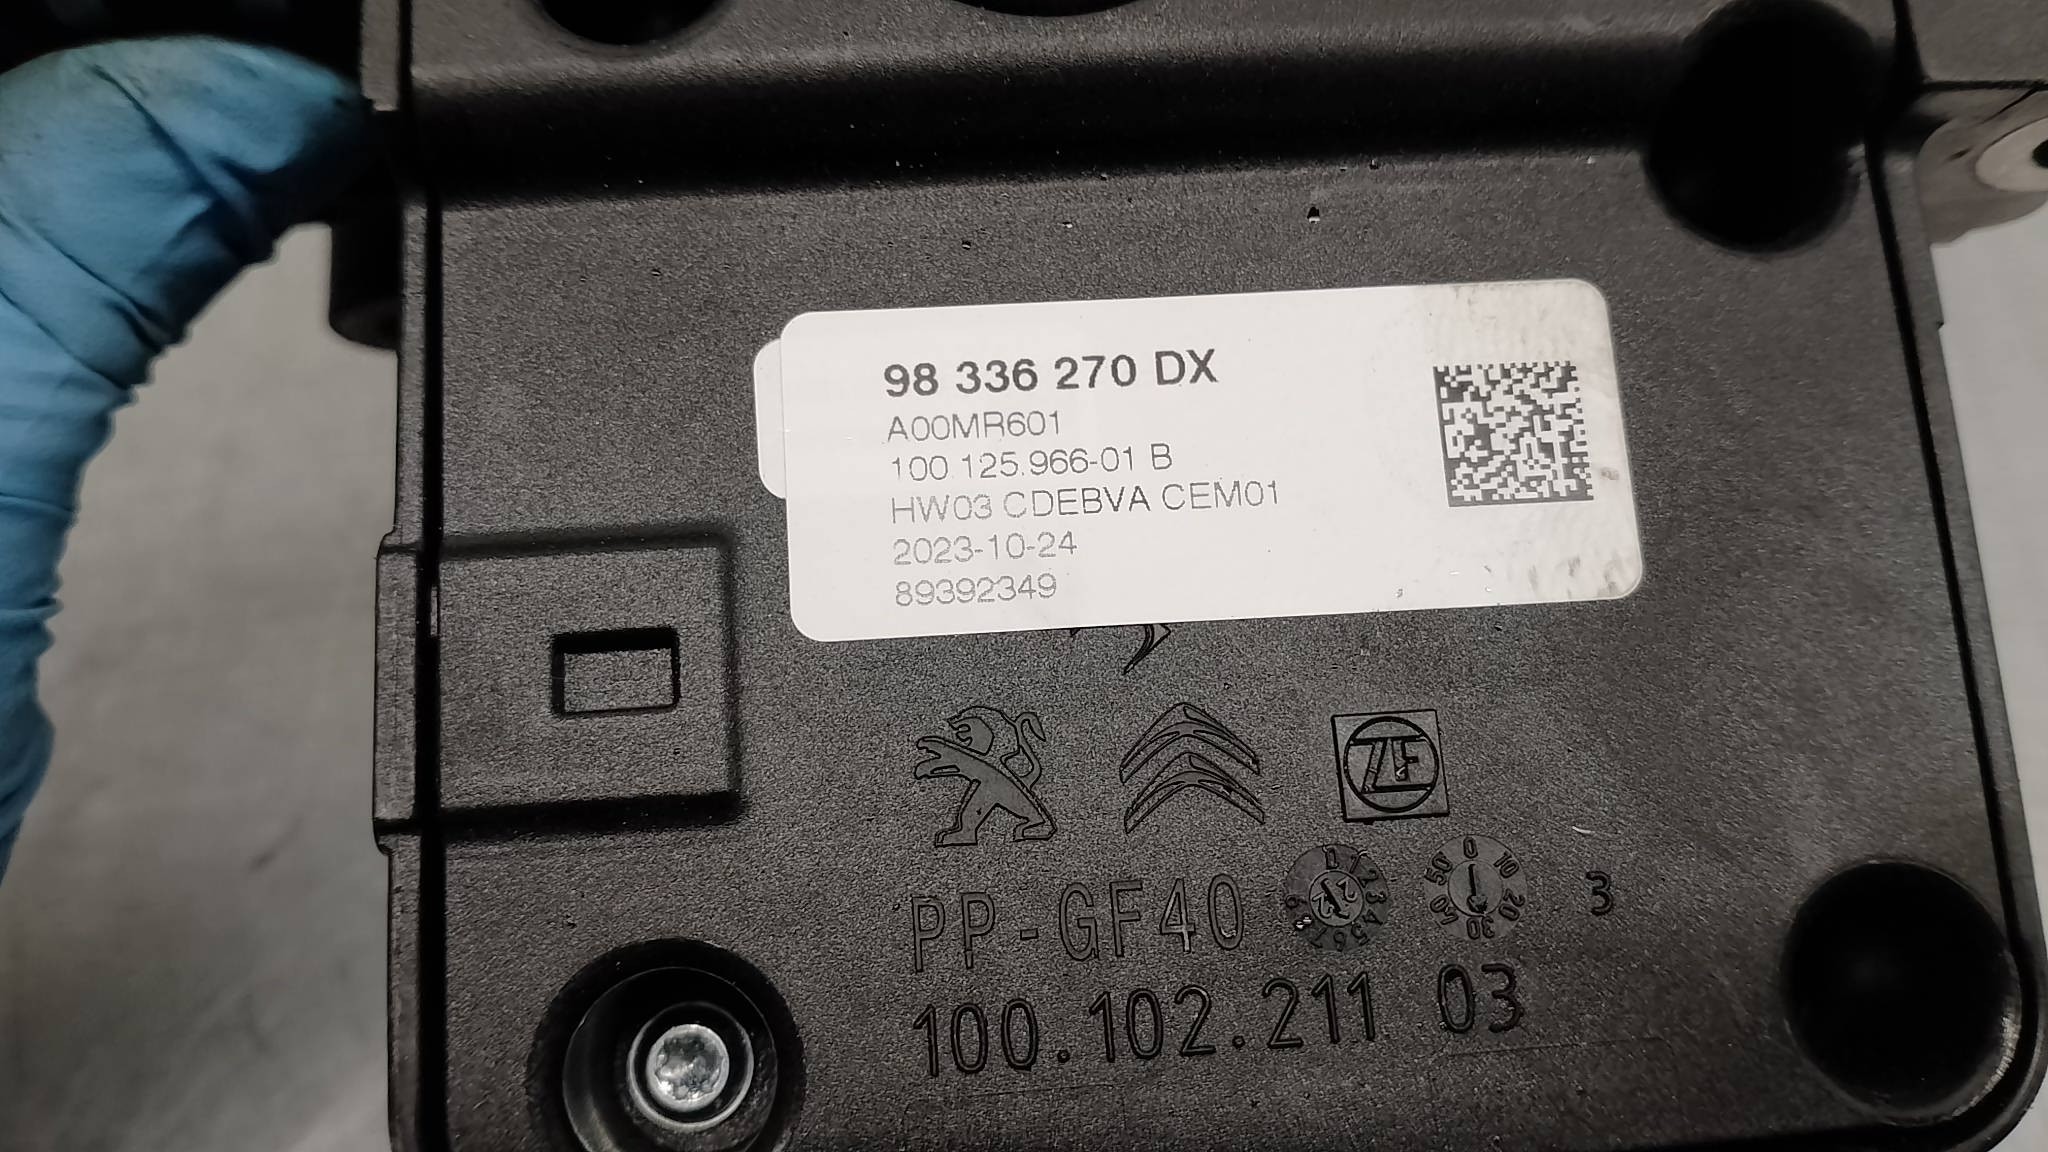 98 336 270 DX
A00MR601
100.125.966-01 B
HW03 CDEBVA CEM01
2023-10-24
89392349
ZF
PP-GF40
3
100.102.211 03